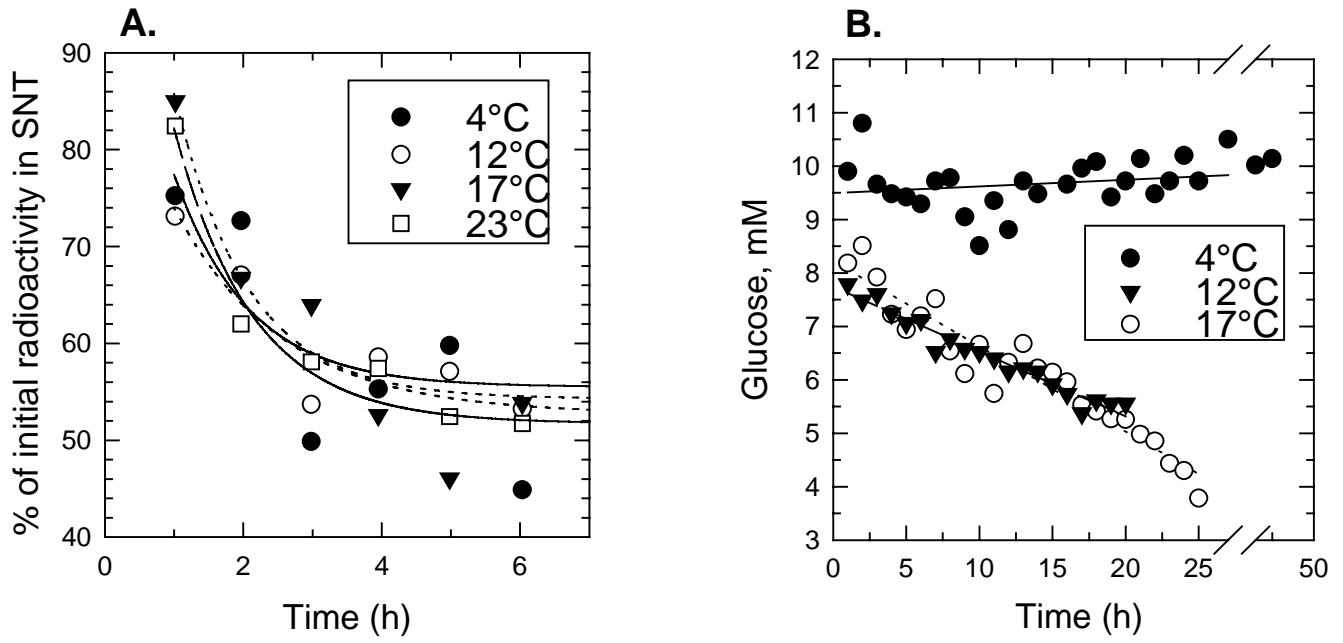 A.
% of initial radioactivity in SNT
90
80
70
60
50
40
0
2
4
6
Time (h)
4°C
12°C
17°C
23°C
B.
Glucose, mM
12
11
10
9
8
7
6
5
4
3
0
5
10
15
20
25
50
Time (h)
4°C
12°C
17°C